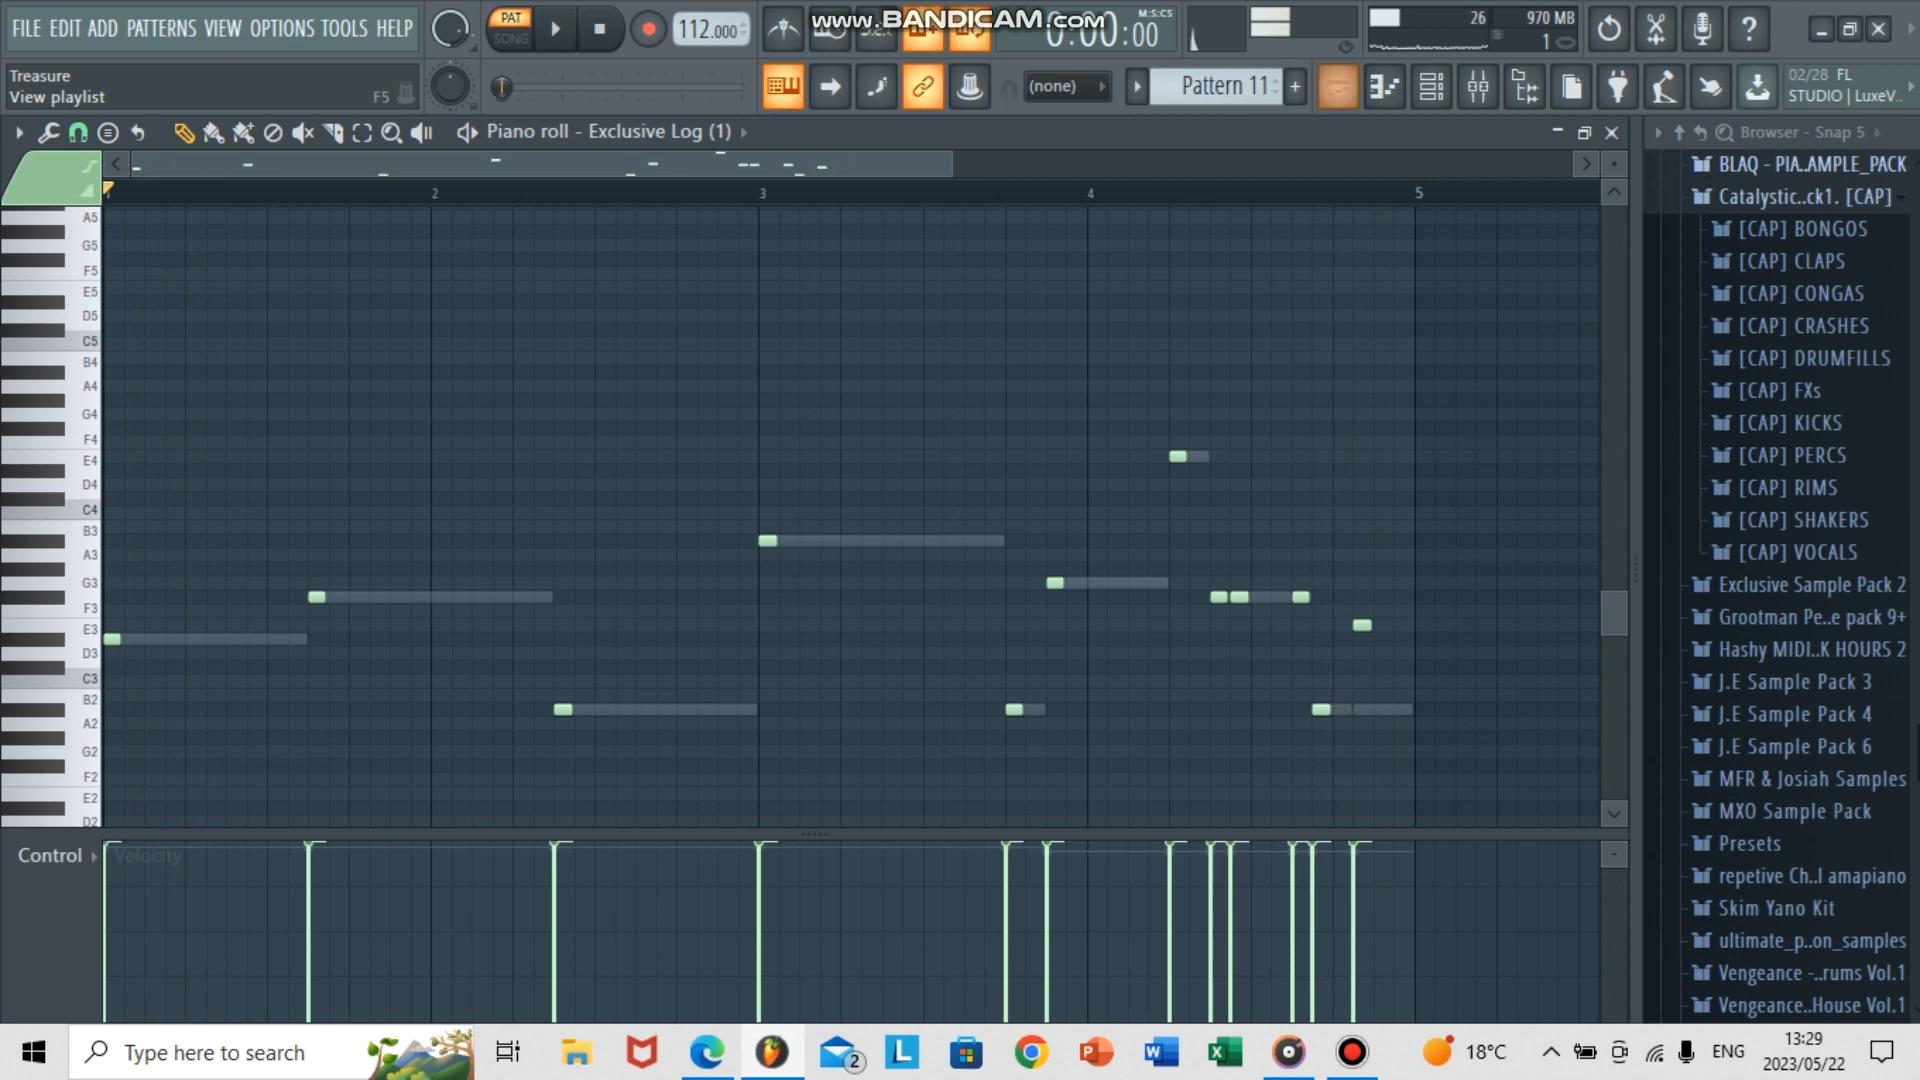 FILE EDIT ADD PATTERNS VIEW OPTIONS TOOLS HELP
PAT
SONG
112.000
www.BANDICAM.com
M:S:CS
0:00:00
26
970 MB
1
Treasure
View playlist
F5
(none)
Pattern 11
+
02/28 FL
STUDIO | LuxeV..
Piano roll - Exclusive Log (1)
Browser - Snap 5
2
3
4
5
A5
G5
F5
E5
D5
C5
B4
A4
G4
F4
E4
D4
C4
B3
A3
G3
F3
E3
D3
C3
B2
A2
G2
F2
E2
D2
Control
Velocity
BLAQ - PIA..AMPLE_PACK
Catalystic..ck1. [CAP]
[CAP] BONGOS
[CAP] CLAPS
[CAP] CONGAS
[CAP] CRASHES
[CAP] DRUMFILLS
[CAP] FXs
[CAP] KICKS
[CAP] PERCS
[CAP] RIMS
[CAP] SHAKERS
[CAP] VOCALS
Exclusive Sample Pack 2
Grootman Pe..e pack 9+
Hashy MIDI..K HOURS 2
J.E Sample Pack 3
J.E Sample Pack 4
J.E Sample Pack 6
MFR & Josiah Samples
MXO Sample Pack
Presets
repetive Ch..l amapiano
Skim Yano Kit
ultimate_p..on_samples
Vengeance -..rums Vol.1
Vengeance..House Vol.1
Type here to search
2
18°C
ENG
13:29
2023/05/22